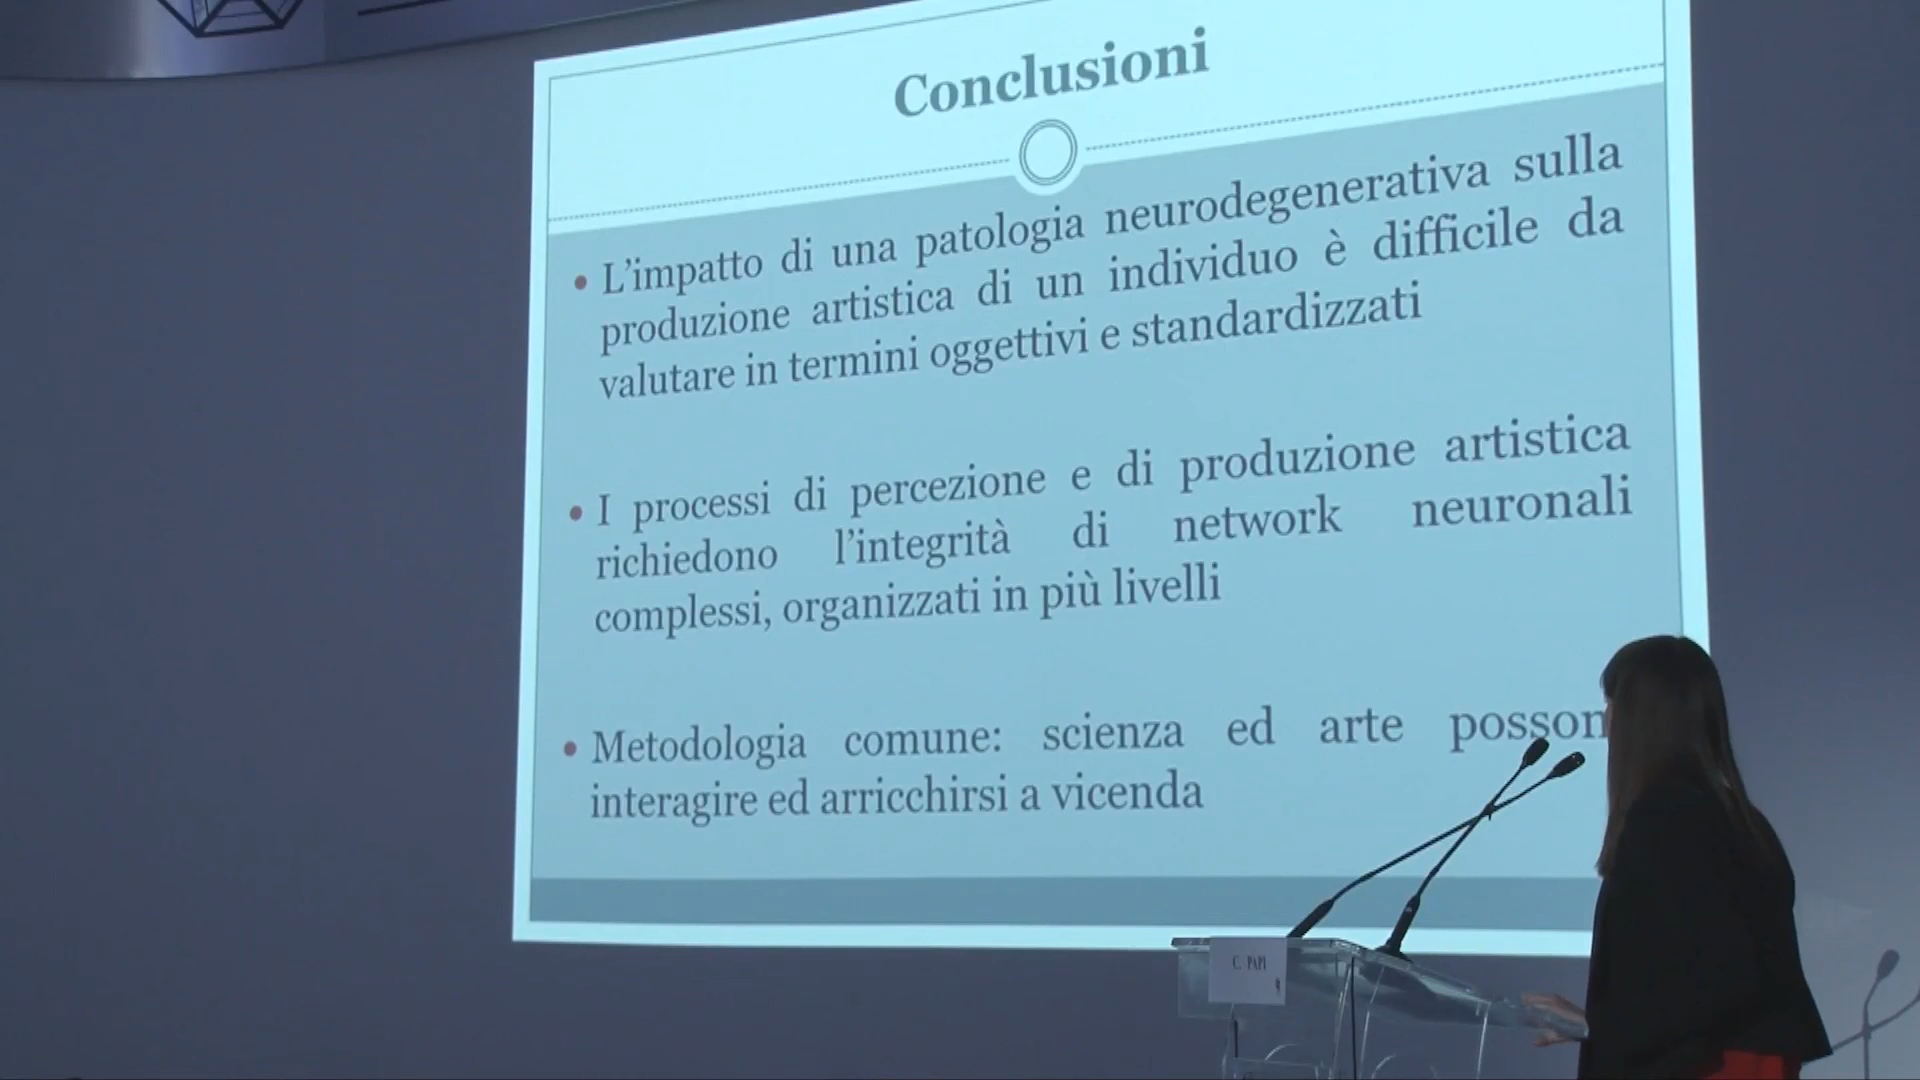 Conclusioni
• L’impatto di una patologia neurodegenerativa sulla
produzione artistica di un individuo è difficile da
valutare in termini oggettivi e standardizzati
• I processi di percezione e di produzione artistica
richiedono l’integrità di network neuronali
complessi, organizzati in più livelli
• Metodologia comune: scienza ed arte posson
interagire ed arricchirsi a vicenda
C. PAPI